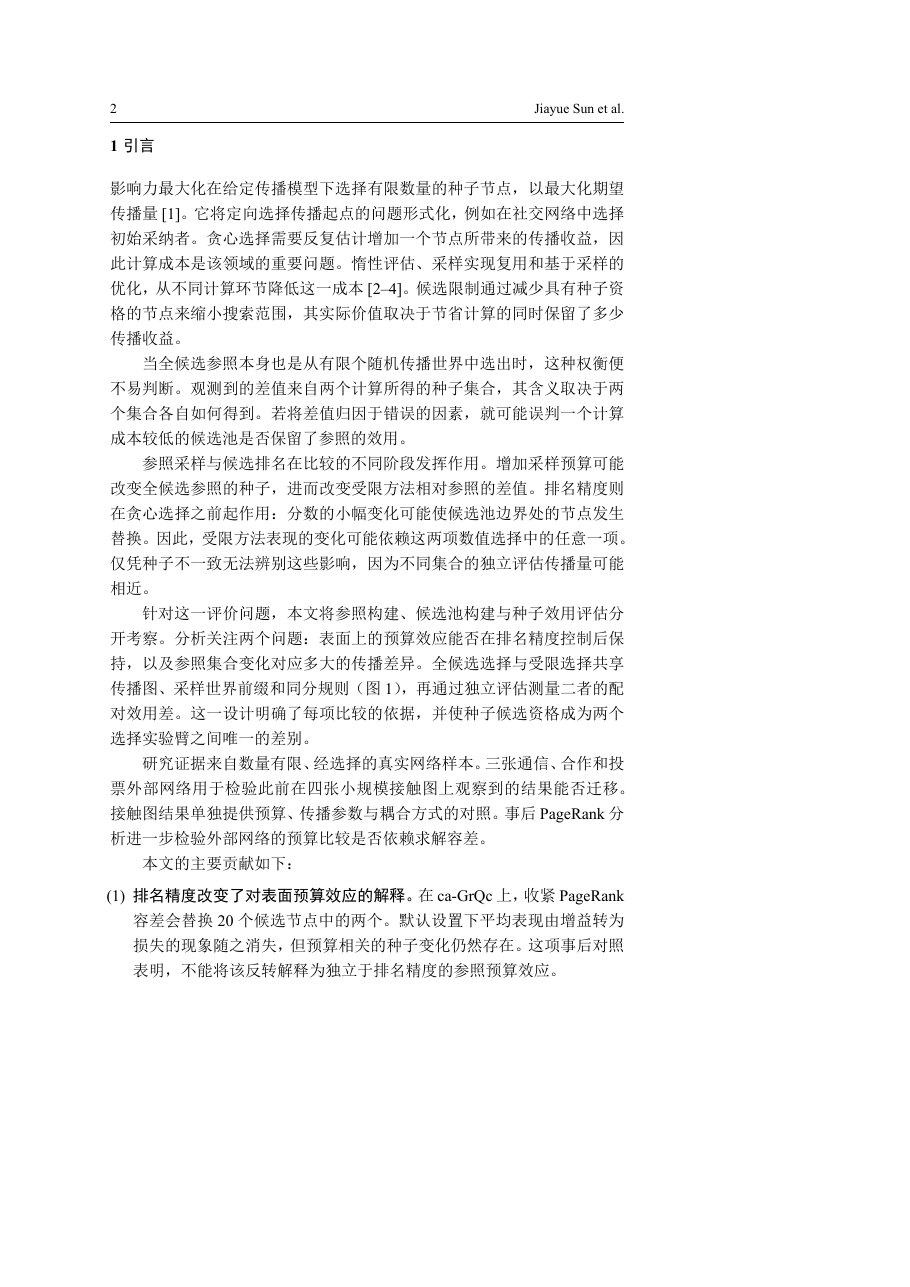 2 Jiayue Sun et al.
1 引言
影响力最大化在给定传播模型下选择有限数量的种子节点，以最大化期望
传播量 [1]。它将定向选择传播起点的问题形式化，例如在社交网络中选择
初始采纳者。贪心选择需要反复估计增加一个节点所带来的传播收益，因
此计算成本是该领域的重要问题。惰性评估、采样实现复用和基于采样的
优化，从不同计算环节降低这一成本 [2–4]。候选限制通过减少具有种子资
格的节点来缩小搜索范围，其实际价值取决于节省计算的同时保留了多少
传播收益。
当全候选参照本身也是从有限个随机传播世界中选出时，这种权衡便
不易判断。观测到的差值来自两个计算所得的种子集合，其含义取决于两
个集合各自如何得到。若将差值归因于错误的因素，就可能误判一个计算
成本较低的候选池是否保留了参照的效用。
参照采样与候选排名在比较的不同阶段发挥作用。增加采样预算可能
改变全候选参照的种子，进而改变受限方法相对参照的差值。排名精度则
在贪心选择之前起作用：分数的小幅变化可能使候选池边界处的节点发生
替换。因此，受限方法表现的变化可能依赖这两项数值选择中的任意一项。
仅凭种子不一致无法辨别这些影响，因为不同集合的独立评估传播量可能
相近。
针对这一评价问题，本文将参照构建、候选池构建与种子效用评估分
开考察。分析关注两个问题：表面上的预算效应能否在排名精度控制后保
持，以及参照集合变化对应多大的传播差异。全候选选择与受限选择共享
传播图、采样世界前缀和同分规则（图 1），再通过独立评估测量二者的配
对效用差。这一设计明确了每项比较的依据，并使种子候选资格成为两个
选择实验臂之间唯一的差别。
研究证据来自数量有限、经选择的真实网络样本。三张通信、合作和投
票外部网络用于检验此前在四张小规模接触图上观察到的结果能否迁移。
接触图结果单独提供预算、传播参数与耦合方式的对照。事后 PageRank 分
析进一步检验外部网络的预算比较是否依赖求解容差。
本文的主要贡献如下：
(1) 排名精度改变了对表面预算效应的解释。在 ca-GrQc 上，收紧 PageRank
容差会替换 20 个候选节点中的两个。默认设置下平均表现由增益转为
损失的现象随之消失，但预算相关的种子变化仍然存在。这项事后对照
表明，不能将该反转解释为独立于排名精度的参照预算效应。